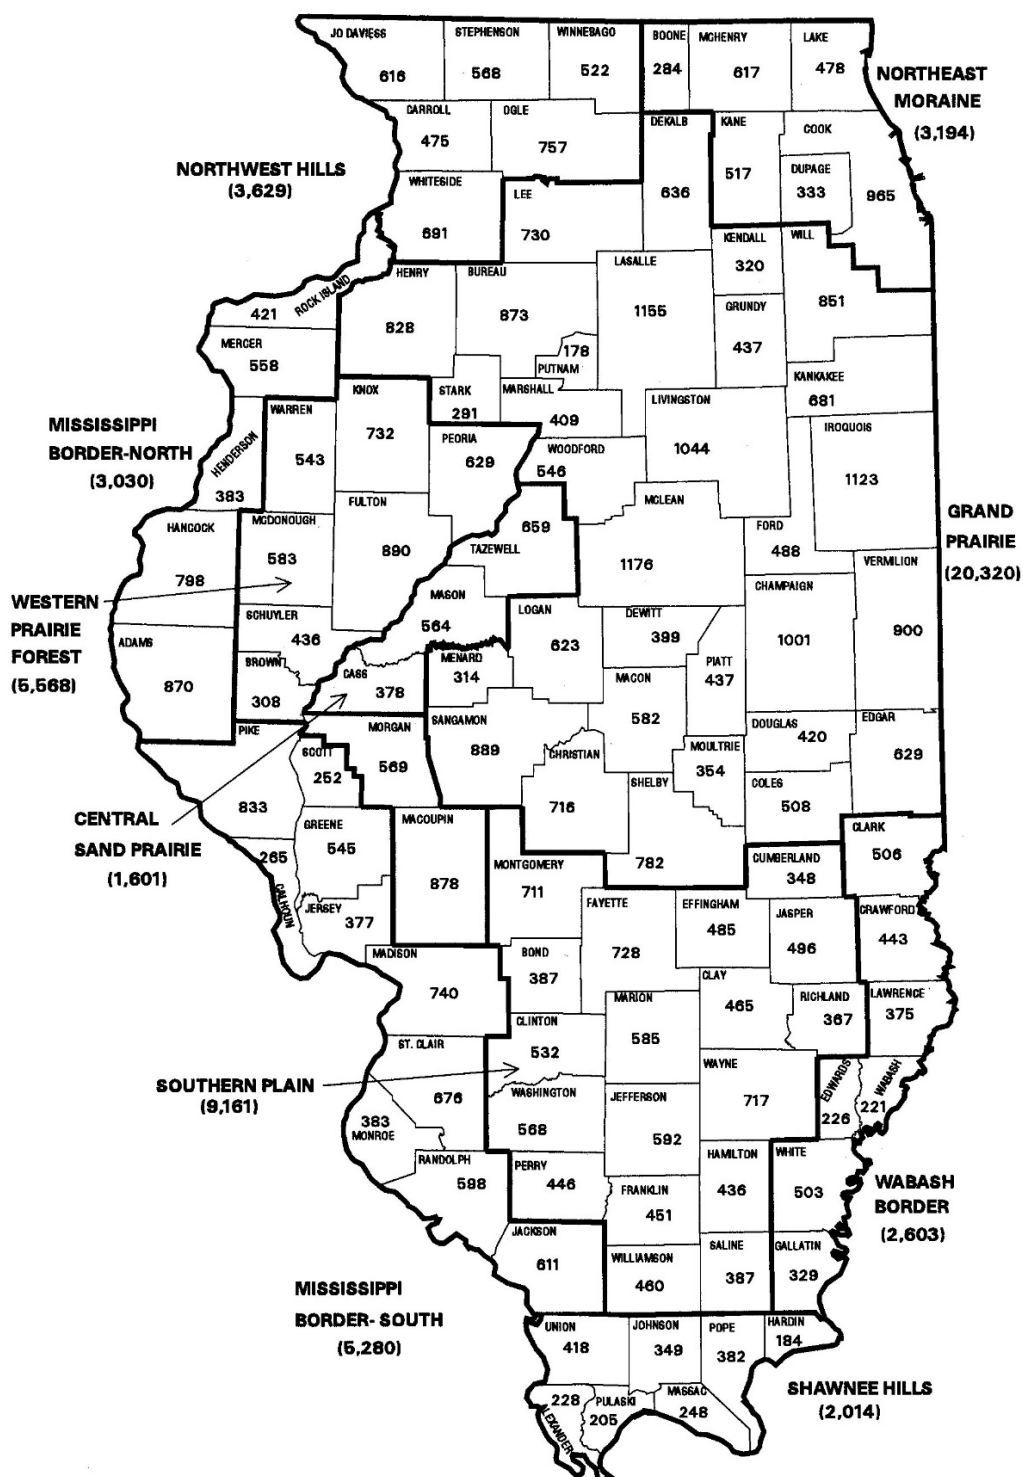 JO DAVIESS
STEPHENSON
WINNEBAGO
BOONE
MCHENRY
LAKE
616
568
522
284
617
478
NORTHEAST
MORAINE
(3,194)
CARROLL
OGLE
DEKALB
KANE
COOK
475
757
636
517
DUPAGE
333
965
NORTHWEST HILLS
(3,629)
WHITESIDE
LEE
691
730
KENDALL
WILL
320
851
HENRY
BUREAU
LASALLE
ROCK ISLAND
421
828
873
1155
GRUNDY
437
MERCER
558
178
PUTNAM
KANKAKEE
681
KNOX
STARK
291
MARSHALL
409
LIVINGSTON
1044
IROQUOIS
1123
MISSISSIPPI
BORDER-NORTH
(3,030)
WARREN
543
732
PEORIA
629
WOODFORD
546
HENDERSON
383
HANCOCK
798
MCDONOUGH
583
FULTON
890
659
TAZEWELL
MCLEAN
1176
FORD
488
GRAND
PRAIRIE
(20,320)
VERMILION
900
WESTERN
PRAIRIE
FOREST
(5,568)
MASON
564
LOGAN
623
DEWITT
399
CHAMPAIGN
1001
ADAMS
870
SCHUYLER
436
BROWN
308
CASS
378
MENARD
314
MACON
582
PIATT
437
PIKE
833
MORGAN
569
SANGAMON
889
CHRISTIAN
716
MOULTRIE
354
DOUGLAS
420
EDGAR
629
SCOTT
252
SHELBY
782
COLES
508
CENTRAL
SAND PRAIRIE
(1,601)
GREENE
545
MACOUPIN
878
MONTGOMERY
711
CUMBERLAND
348
CLARK
506
265
CALHOUN
JERSEY
377
FAYETTE
728
EFFINGHAM
485
JASPER
496
CRAWFORD
443
MADISON
740
BOND
387
CLAY
465
RICHLAND
367
LAWRENCE
375
CLINTON
532
MARION
585
ST. CLAIR
676
SOUTHERN PLAIN
(9,161)
WAYNE
717
EDWARDS
226
WABASH
221
WASHINGTON
568
JEFFERSON
592
383
MONROE
RANDOLPH
598
PERRY
446
HAMILTON
436
WHITE
503
WABASH
BORDER
(2,603)
FRANKLIN
451
JACKSON
611
WILLIAMSON
460
SALINE
387
GALLATIN
329
MISSISSIPPI
BORDER- SOUTH
(5,280)
UNION
418
JOHNSON
349
POPE
382
HARDIN
184
228
ALEXANDER
PULASKI
205
MASSAC
248
SHAWNEE HILLS
(2,014)